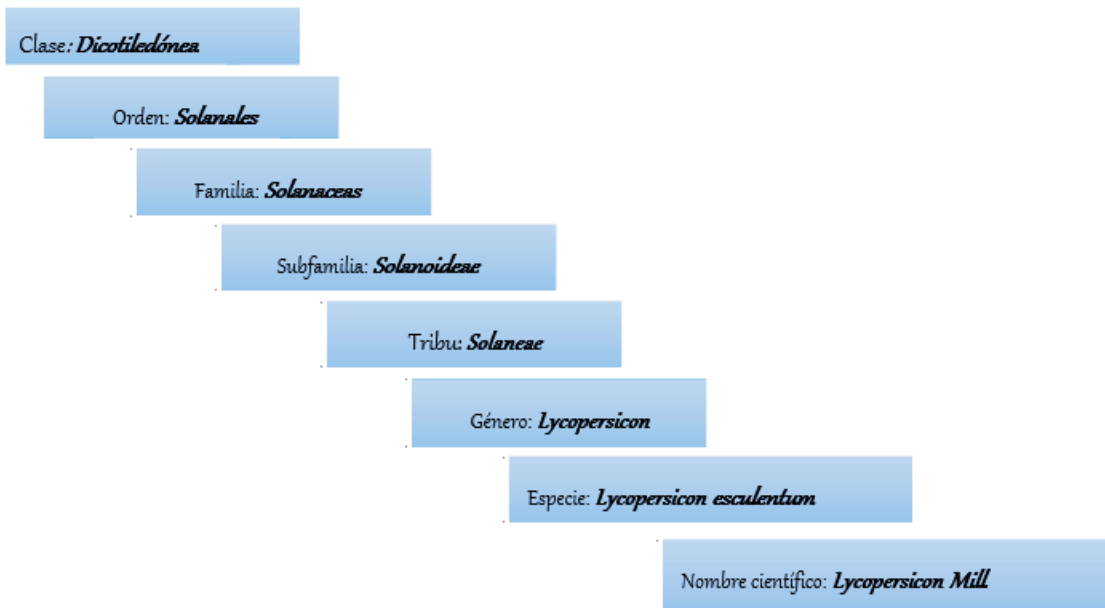 Clase: Dicotiledónea
Orden: Solanales
Familia: Solanaceas
Subfamilia: Solanoideae
Tribu: Solaneae
Género: Lycopersicon
Especie: Lycopersicon esculentum
Nombre científico: Lycopersicon Mill.